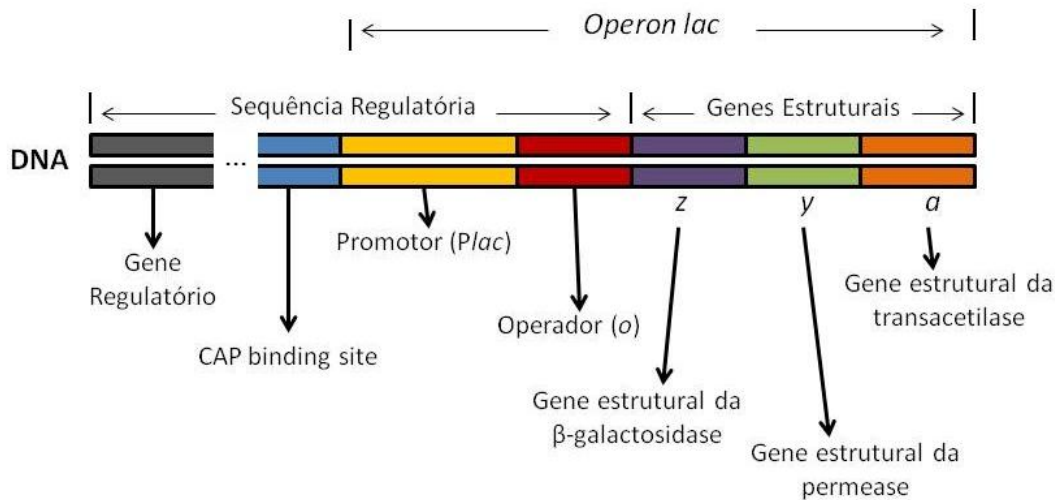 Operon lac
Sequência Regulatória
Genes Estruturais
DNA
...
z
y
a
Promotor (Plac)
Gene
Regulatório
Gene estrutural da
transacetilase
Operador (o)
CAP binding site
Gene estrutural da
β-galactosidase
Gene estrutural da
permease